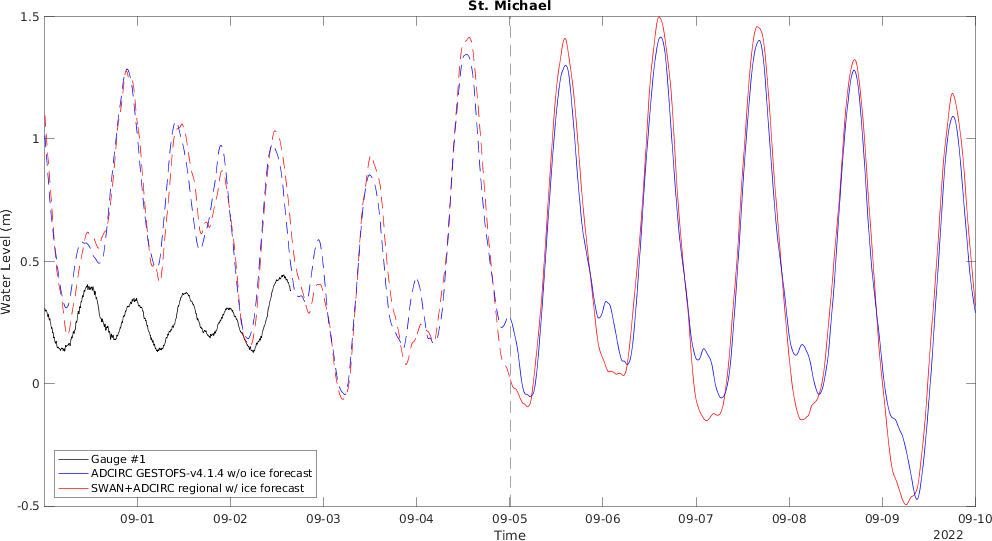 St. Michael
Water Level (m)
1.5
1
0.5
0
-0.5
Gauge #1
ADCIRC GESTOFS-v4.1.4 w/o ice forecast
SWAN+ADCIRC regional w/ ice forecast
09-01 09-02 09-03 09-04 09-05 09-06 09-07 09-08 09-09 09-10
Time
2022